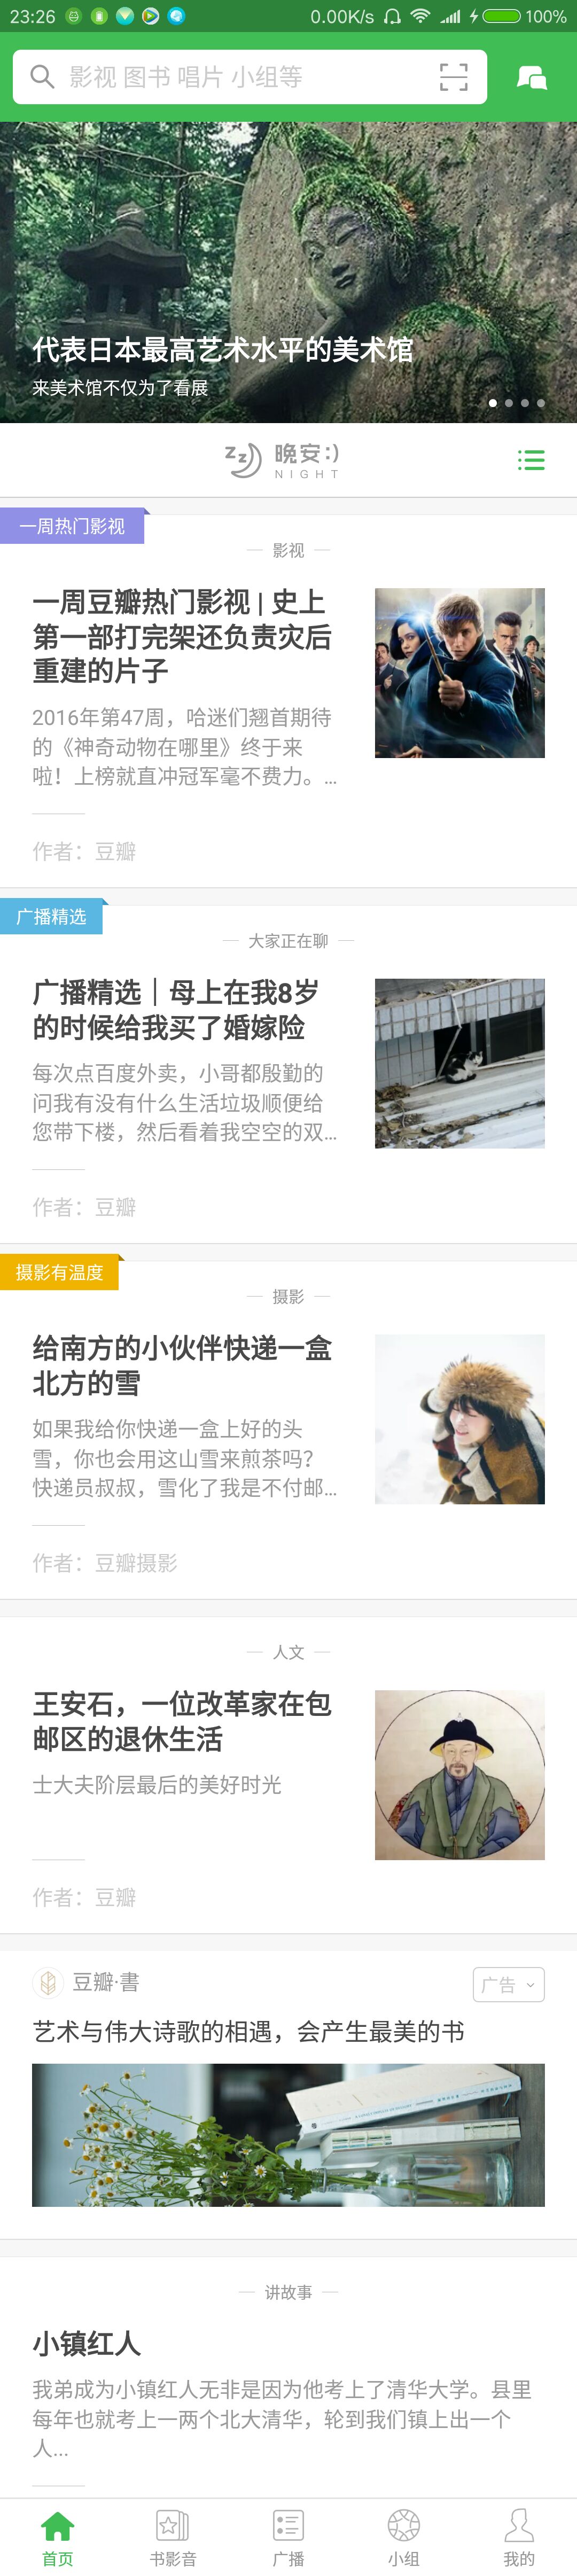 23:26 0.00K/s 100%
影视 图书 唱片 小组等
代表日本最高艺术水平的美术馆
来美术馆不仅为了看展
zz 晚安:)
NIGHT
一周热门影视
影视
一周豆瓣热门影视 | 史上
第一部打完架还负责灾后
重建的片子
2016年第47周，哈迷们翘首期待
的《神奇动物在哪里》终于来
啦！上榜就直冲冠军毫不费力。...
作者：豆瓣
广播精选
大家正在聊
广播精选｜母上在我8岁
的时候给我买了婚嫁险
每次点百度外卖，小哥都殷勤的
问我有没有什么生活垃圾顺便给
您带下楼，然后看着我空空的双...
作者：豆瓣
摄影有温度
摄影
给南方的小伙伴快递一盒
北方的雪
如果我给你快递一盒上好的头
雪，你也会用这山雪来煎茶吗？
快递员叔叔，雪化了我是不付邮...
作者：豆瓣摄影
人文
王安石，一位改革家在包
邮区的退休生活
士大夫阶层最后的美好时光
作者：豆瓣
豆瓣·書 广告
艺术与伟大诗歌的相遇，会产生最美的书
讲故事
小镇红人
我弟成为小镇红人无非是因为他考上了清华大学。县里
每年也就考上一两个北大清华，轮到我们镇上出一个
人...
首页 书影音 广播 小组 我的